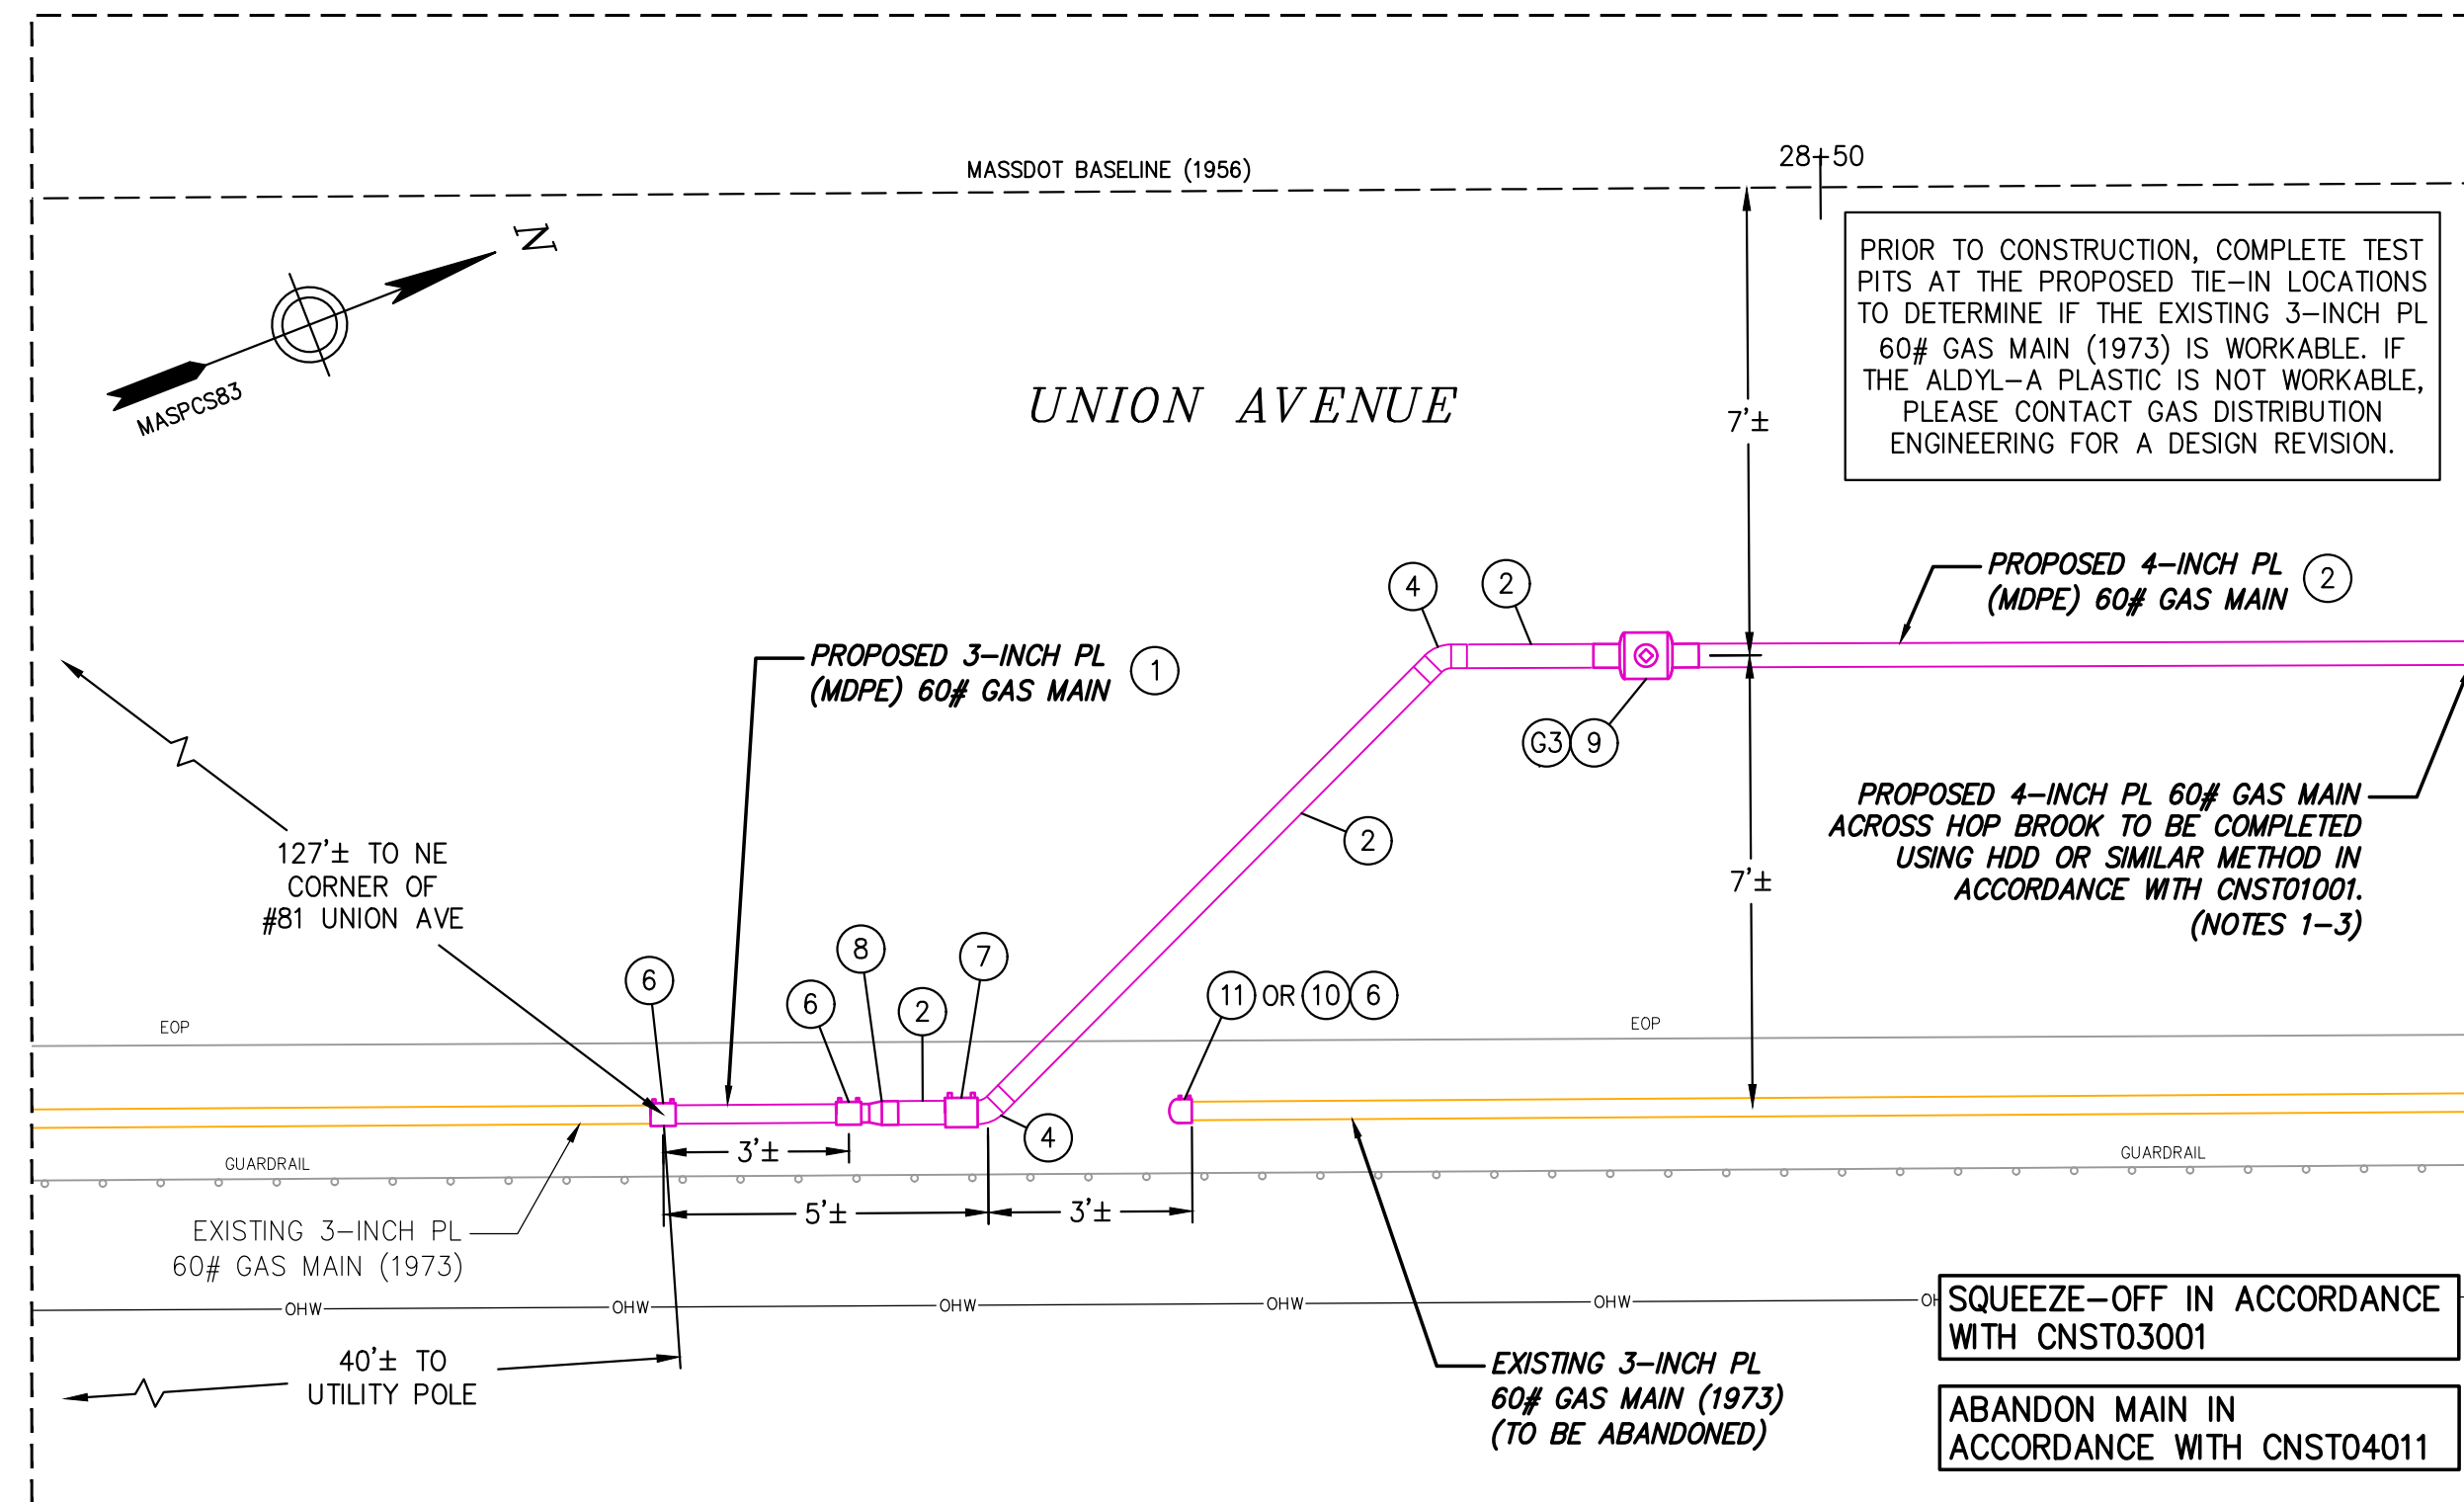 MASSDOT BASELINE (1956)
28+50
N
MASPCS83
UNION AVENUE
PRIOR TO CONSTRUCTION, COMPLETE TEST
PITS AT THE PROPOSED TIE-IN LOCATIONS
TO DETERMINE IF THE EXISTING 3-INCH PL
60# GAS MAIN (1973) IS WORKABLE. IF
THE ALDYL-A PLASTIC IS NOT WORKABLE,
PLEASE CONTACT GAS DISTRIBUTION
ENGINEERING FOR A DESIGN REVISION.
7'±
4
2
PROPOSED 4-INCH PL
(MDPE) 60# GAS MAIN
2
PROPOSED 3-INCH PL
(MDPE) 60# GAS MAIN
1
G3 9
2
PROPOSED 4-INCH PL 60# GAS MAIN
ACROSS HOP BROOK TO BE COMPLETED
USING HDD OR SIMILAR METHOD IN
ACCORDANCE WITH CNST01001.
(NOTES 1-3)
7'±
127'± TO NE
CORNER OF
#81 UNION AVE
6
6
8
2
7
11 OR 10 6
EOP
EOP
4
3'±
GUARDRAIL
GUARDRAIL
5'±
3'±
EXISTING 3-INCH PL
60# GAS MAIN (1973)
OHW
OHW
OHW
OHW
OHW
SQUEEZE-OFF IN ACCORDANCE
WITH CNST03001
40'± TO
UTILITY POLE
EXISTING 3-INCH PL
60# GAS MAIN (1973)
(TO BE ABANDONED)
ABANDON MAIN IN
ACCORDANCE WITH CNST04011